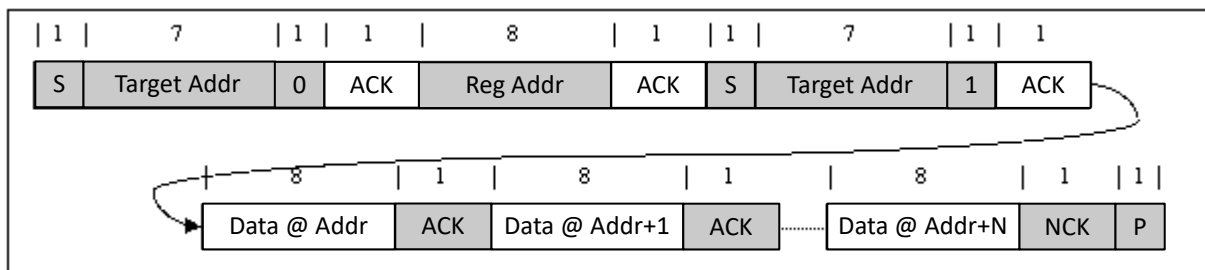 | 1 | 7 | 1 | 1 | 8 | 1 | 1 | 7 | 1 | 1
S Target Addr 0 ACK Reg Addr ACK S Target Addr 1 ACK
| 8 | 1 | 8 | 1 | 8 | 1 | 1 |
Data @ Addr ACK Data @ Addr+1 ACK Data @ Addr+N NCK P